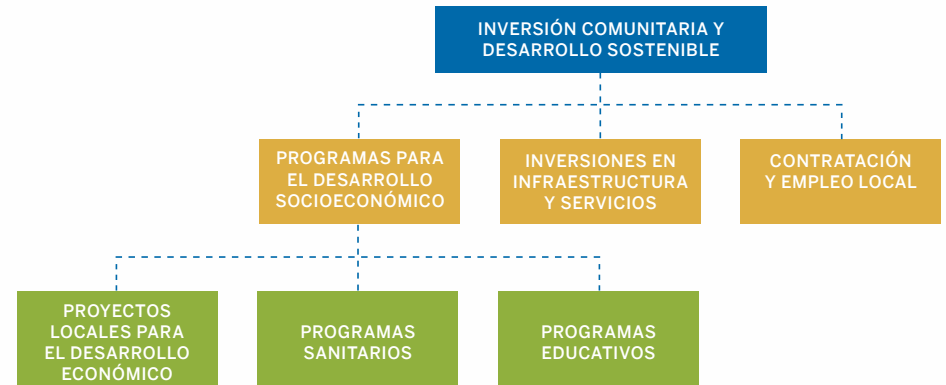 INVERSIÓN COMUNITARIA Y
DESARROLLO SOSTENIBLE
PROGRAMAS PARA
EL DESARROLLO
SOCIOECONÓMICO
INVERSIONES EN
INFRAESTRUCTURA
Y SERVICIOS
CONTRATACIÓN
Y EMPLEO LOCAL
PROYECTOS
LOCALES PARA
EL DESARROLLO
ECONÓMICO
PROGRAMAS
SANITARIOS
PROGRAMAS
EDUCATIVOS